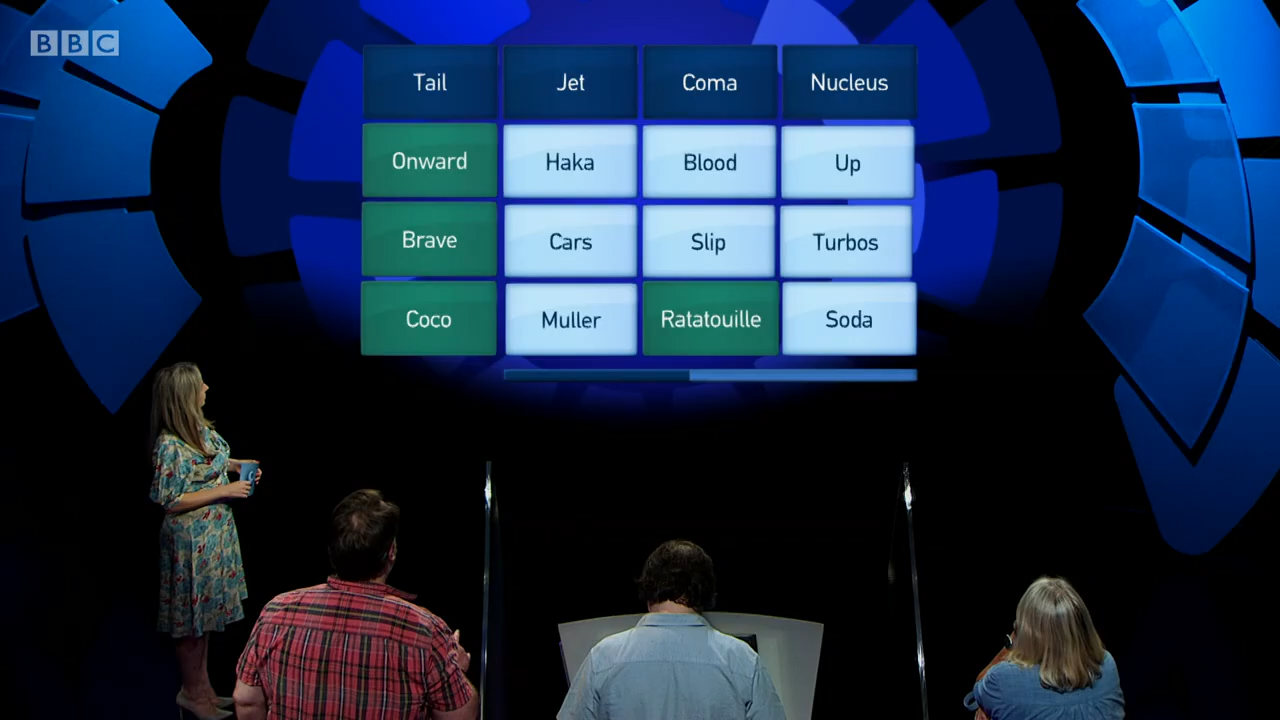 BBC
Tail Jet Coma Nucleus
Onward Haka Blood Up
Brave Cars Slip Turbos
Coco Muller Ratatouille Soda